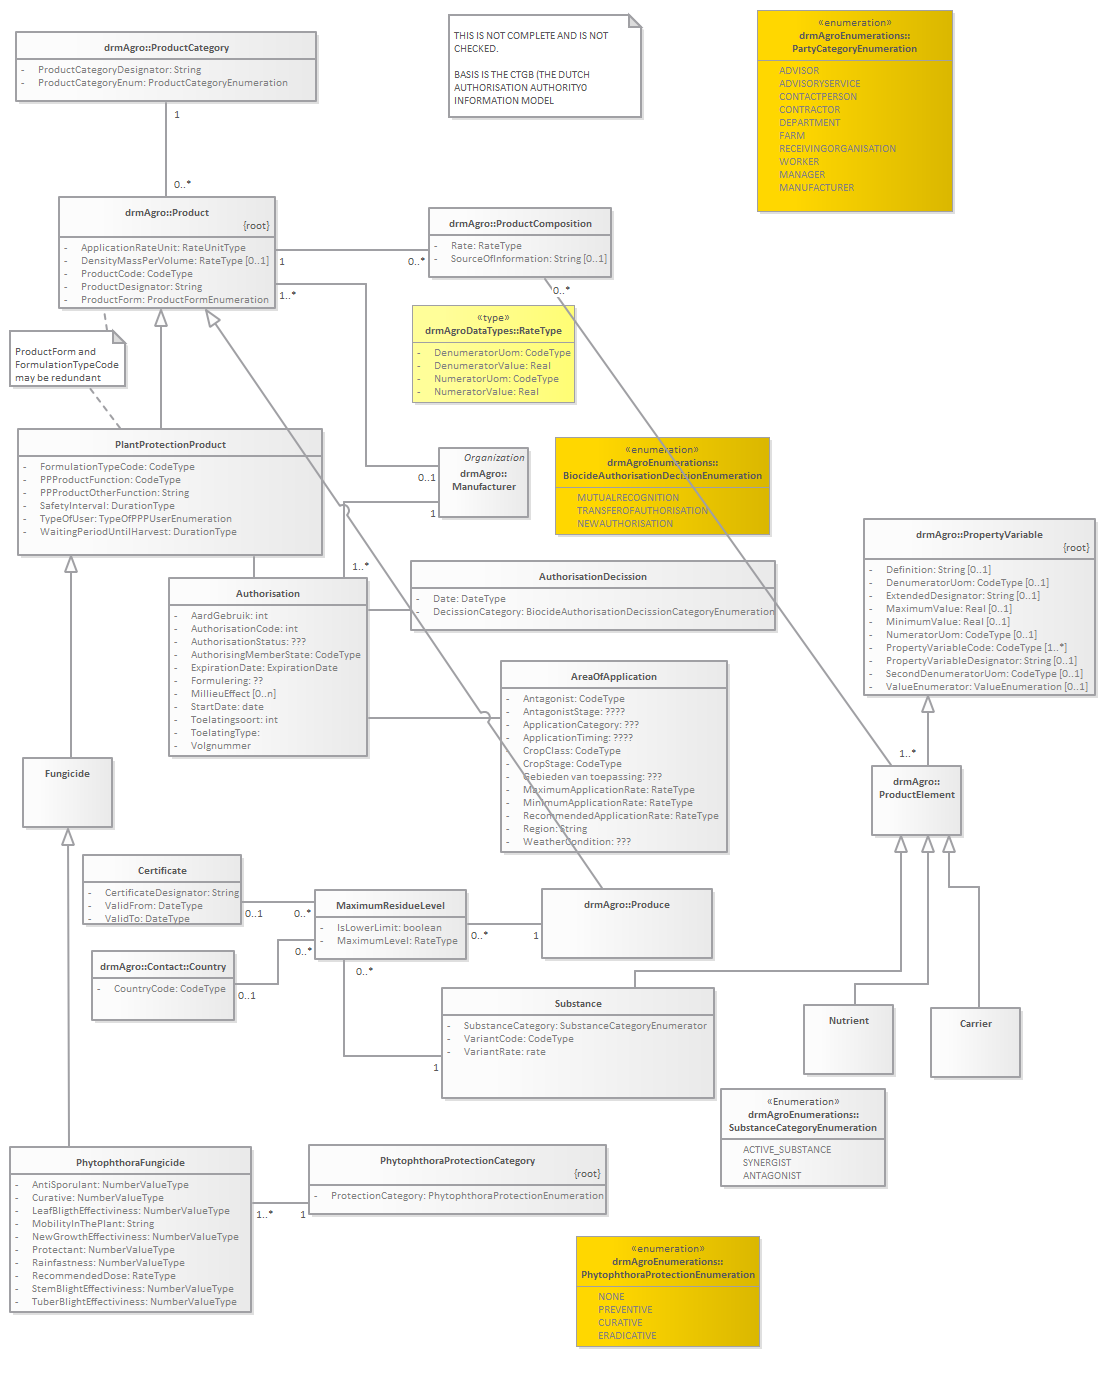 drmAgro::ProductCategory
- ProductCategoryDesignator: String
- ProductCategoryEnum: ProductCategoryEnumeration
THIS IS NOT COMPLETE AND IS NOT
CHECKED.
BASIS IS THE CTGB (THE DUTCH
AUTHORISATION AUTHORITY0
INFORMATION MODEL
«enumeration»
drmAgroEnumerations::
PartyCategoryEnumeration
ADVISOR
ADVISORYSERVICE
CONTACTPERSON
CONTRACTOR
DEPARTMENT
FARM
RECEIVINGORGANISATION
WORKER
MANAGER
MANUFACTURER
1
0..*
drmAgro::Product
{root}
- ApplicationRateUnit: RateUnitType
- DensityMassPerVolume: RateType [0..1]
- ProductCode: CodeType
- ProductDesignator: String
- ProductForm: ProductFormEnumeration
1
0..*
1..*
drmAgro::ProductComposition
- Rate: RateType
- SourceOfInformation: String [0..1]
0..*
«type»
drmAgroDataTypes::RateType
- DenumeratorUom: CodeType
- DenumeratorValue: Real
- NumeratorUom: CodeType
- NumeratorValue: Real
ProductForm and
FormulationTypeCode
may be redundant
PlantProtectionProduct
- FormulationTypeCode: CodeType
- PPProductFunction: CodeType
- PPProductOtherFunction: String
- SafetyInterval: DurationType
- TypeOfUser: TypeOfPPPUserEnumeration
- WaitingPeriodUntilHarvest: DurationType
Organization
drmAgro::
Manufacturer
0..1
1
1..*
«enumeration»
drmAgroEnumerations::
BiocideAuthorisationDecisionEnumeration
MUTUALRECOGNITION
TRANSFEROFAUTHORISATION
NEWAUTHORISATION
drmAgro::PropertyVariable
{root}
- Definition: String [0..1]
- DenumeratorUom: CodeType [0..1]
- ExtendedDesignator: String [0..1]
- MaximumValue: Real [0..1]
- MinimumValue: Real [0..1]
- NumeratorUom: CodeType [0..1]
- PropertyVariableCode: CodeType [1..*]
- PropertyVariableDesignator: String [0..1]
- SecondDenumeratorUom: CodeType [0..1]
- ValueEnumerator: ValueEnumeration [0..1]
Authorisation
- AardGebruik: int
- AuthorisationCode: int
- AuthorisationStatus: ???
- AuthorisingMemberState: CodeType
- ExpirationDate: ExpirationDate
- Formulering: ??
- MillieuEffect [0..n]
- StartDate: date
- Toelatingsoort: int
- ToelatingType:
- Volgnummer
AuthorisationDecission
- Date: DateType
- DecissionCategory: BiocideAuthorisationDecissionCategoryEnumeration
AreaOfApplication
- Antagonist: CodeType
- AntagonistStage: ????
- ApplicationCategory: ???
- ApplicationTiming: ????
- CropClass: CodeType
- CropStage: CodeType
- Gebieden van toepassing: ???
- MaximumApplicationRate: RateType
- MinimumApplicationRate: RateType
- RecommendedApplicationRate: RateType
- Region: String
- WeatherCondition: ???
1..*
drmAgro::
ProductElement
Fungicide
Certificate
- CertificateDesignator: String
- ValidFrom: DateType
- ValidTo: DateType
0..1
0..*
MaximumResidueLevel
- IsLowerLimit: boolean
- MaximumLevel: RateType
0..*
1
drmAgro::Produce
drmAgro::Contact::Country
- CountryCode: CodeType
0..1
0..*
0..*
1
Substance
- SubstanceCategory: SubstanceCategoryEnumerator
- VariantCode: CodeType
- VariantRate: rate
Nutrient
Carrier
«Enumeration»
drmAgroEnumerations::
SubstanceCategoryEnumeration
ACTIVE_SUBSTANCE
SYNERGIST
ANTAGONIST
PhytophthoraFungicide
- AntiSporulant: NumberValueType
- Curative: NumberValueType
- LeafBligthEffectiviness: NumberValueType
- MobilityInThePlant: String
- NewGrowthEffectiviness: NumberValueType
- Protectant: NumberValueType
- Rainfastness: NumberValueType
- RecommendedDose: RateType
- StemBlightEffectiviness: NumberValueType
- TuberBlightEffectiviness: NumberValueType
1..*
1
PhytophthoraProtectionCategory
{root}
- ProtectionCategory: PhytophthoraProtectionEnumeration
«enumeration»
drmAgroEnumerations::
PhytophthoraProtectionEnumeration
NONE
PREVENTIVE
CURATIVE
ERADICATIVE